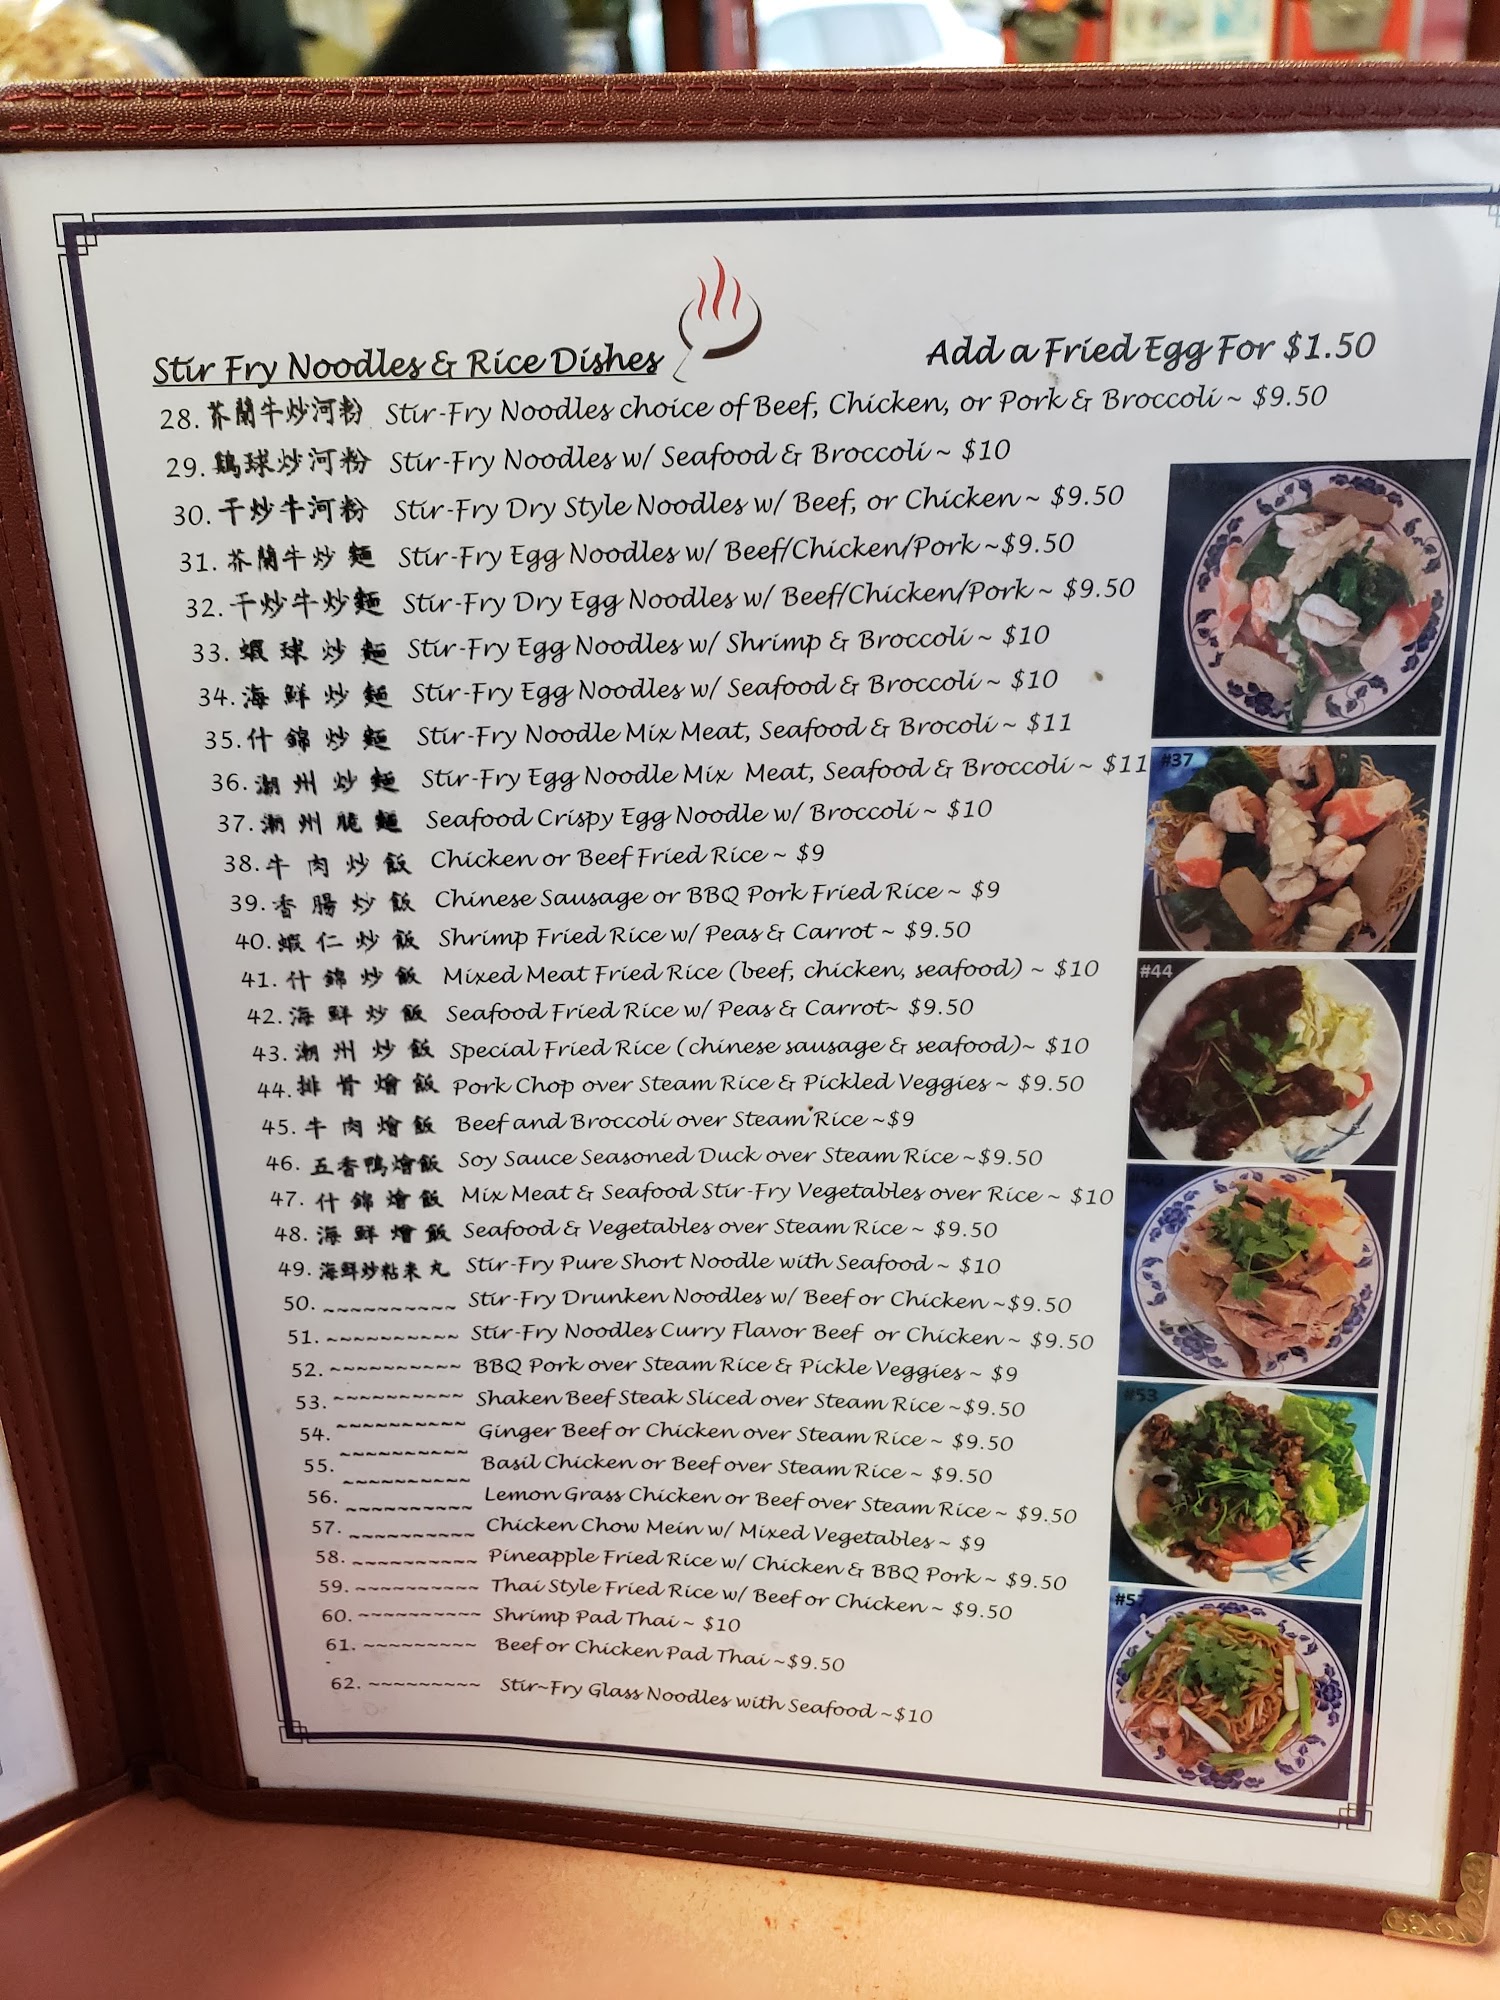 Stir Fry Noodles & Rice Dishes
Add a Fried Egg For $1.50
28. 芥蘭牛炒河粉 Stir-Fry Noodles choice of Beef, Chicken, or Pork & Broccoli ~ $9.50
29. 鷄球炒河粉 Stir-Fry Noodles w/ Seafood & Broccoli ~ $10
30. 干炒牛河粉 Stir-Fry Dry Style Noodles w/ Beef, or Chicken ~ $9.50
31. 芥蘭牛炒麵 Stir-Fry Egg Noodles w/ Beef/Chicken/Pork ~$9.50
32. 干炒牛炒麵 Stir-Fry Dry Egg Noodles w/ Beef/Chicken/Pork ~ $9.50
33. 蝦球炒麵 Stir-Fry Egg Noodles w/ Shrimp & Broccoli ~ $10
34. 海鮮炒麵 Stir-Fry Egg Noodles w/ Seafood & Broccoli ~ $10
35. 什錦炒麵 Stir-Fry Noodle Mix Meat, Seafood & Brocoli ~ $11
36. 潮州炒麵 Stir-Fry Egg Noodle Mix Meat, Seafood & Broccoli ~ $11
37. 潮州脆麵 Seafood Crispy Egg Noodle w/ Broccoli ~ $10
38. 牛肉炒飯 Chicken or Beef Fried Rice ~ $9
39. 香腸炒飯 Chinese Sausage or BBQ Pork Fried Rice ~ $9
40. 蝦仁炒飯 Shrimp Fried Rice w/ Peas & Carrot ~ $9.50
41. 什錦炒飯 Mixed Meat Fried Rice (beef, chicken, seafood) ~ $10
42. 海鮮炒飯 Seafood Fried Rice w/ Peas & Carrot~ $9.50
43. 潮州炒飯 Special Fried Rice (chinese sausage & seafood)~ $10
44. 排骨燴飯 Pork Chop over Steam Rice & Pickled Veggies ~ $9.50
45. 牛肉燴飯 Beef and Broccoli over Steam Rice ~$9
46. 五香鴨燴飯 Soy Sauce Seasoned Duck over Steam Rice ~$9.50
47. 什錦燴飯 Mix Meat & Seafood Stir-Fry Vegetables over Rice ~ $10
48. 海鮮燴飯 Seafood & Vegetables over Steam Rice ~ $9.50
49. 海鮮炒粘米丸 Stir-Fry Pure Short Noodle with Seafood ~ $10
50. ~~~~~~~~~~ Stir-Fry Drunken Noodles w/ Beef or Chicken ~$9.50
51. ~~~~~~~~~~ Stir-Fry Noodles Curry Flavor Beef or Chicken ~ $9.50
52. ~~~~~~~~~~ BBQ Pork over Steam Rice & Pickle Veggies ~ $9
53. ~~~~~~~~~~ Shaken Beef Steak Sliced over Steam Rice ~$9.50
54. ~~~~~~~~~~ Ginger Beef or Chicken over Steam Rice ~ $9.50
55. ~~~~~~~~~~ Basil Chicken or Beef over Steam Rice ~ $9.50
56. ~~~~~~~~~~ Lemon Grass Chicken or Beef over Steam Rice ~ $9.50
57. ~~~~~~~~~~ Chicken Chow Mein w/ Mixed Vegetables ~ $9
58. ~~~~~~~~~~ Pineapple Fried Rice w/ Chicken & BBQ Pork ~ $9.50
59. ~~~~~~~~~~ Thai Style Fried Rice w/ Beef or Chicken ~ $9.50
60. ~~~~~~~~~~ Shrimp Pad Thai ~ $10
61. ~~~~~~~~~ Beef or Chicken Pad Thai ~$9.50
62. ~~~~~~~~~ Stir~Fry Glass Noodles with Seafood ~$10
#37
#44
#46
#53
#57